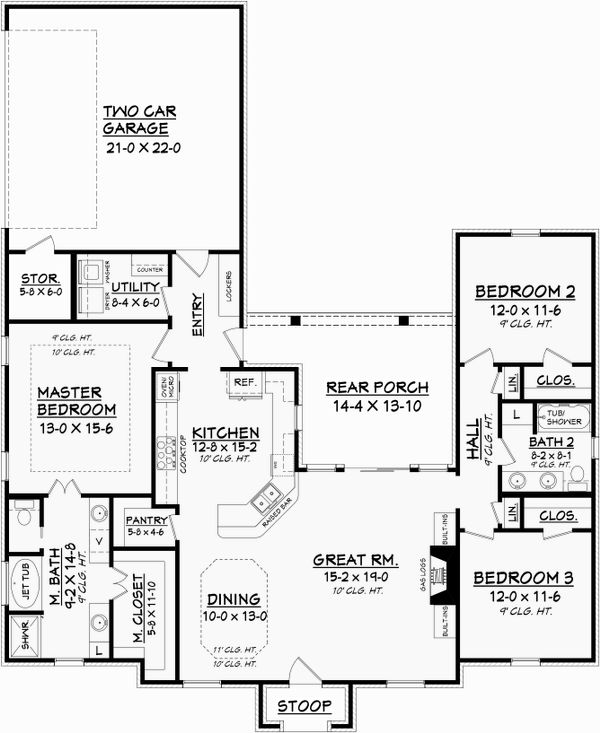 TWO CAR
GARAGE
21-0 X 22-0
STOR.
5-8 X 6-0
WASHER
DRYER
COUNTER
UTILITY
8-4 X 6-0
LOCKERS
ENTRY
BEDROOM 2
12-0 X 11-6
9' CLG. HT.
9' CLG. HT.
10' CLG. HT.
MASTER
BEDROOM
13-0 X 15-6
OVEN/
MICRO
REF.
REAR PORCH
14-4 X 13-10
LIN.
CLOS.
KITCHEN
12-8 X 15-2
10' CLG. HT.
COOKTOP
DW
RAISED BAR
HALL
9' CLG. HT.
L
TUB/
SHOWER
BATH 2
8-2 X 8-1
9' CLG. HT.
LIN.
CLOS.
PANTRY
5-8 X 4-6
M. BATH
9-2 X 14-8
9' CLG. HT.
V
JET TUB
SHWR
L
M. CLOSET
5-8 X 11-10
DINING
10-0 X 13-0
11' CLG. HT.
10' CLG. HT.
GREAT RM.
15-2 X 19-0
10' CLG. HT.
BUILT-INS
GAS LOGS
BUILT-INS
BEDROOM 3
12-0 X 11-6
9' CLG. HT.
STOOP